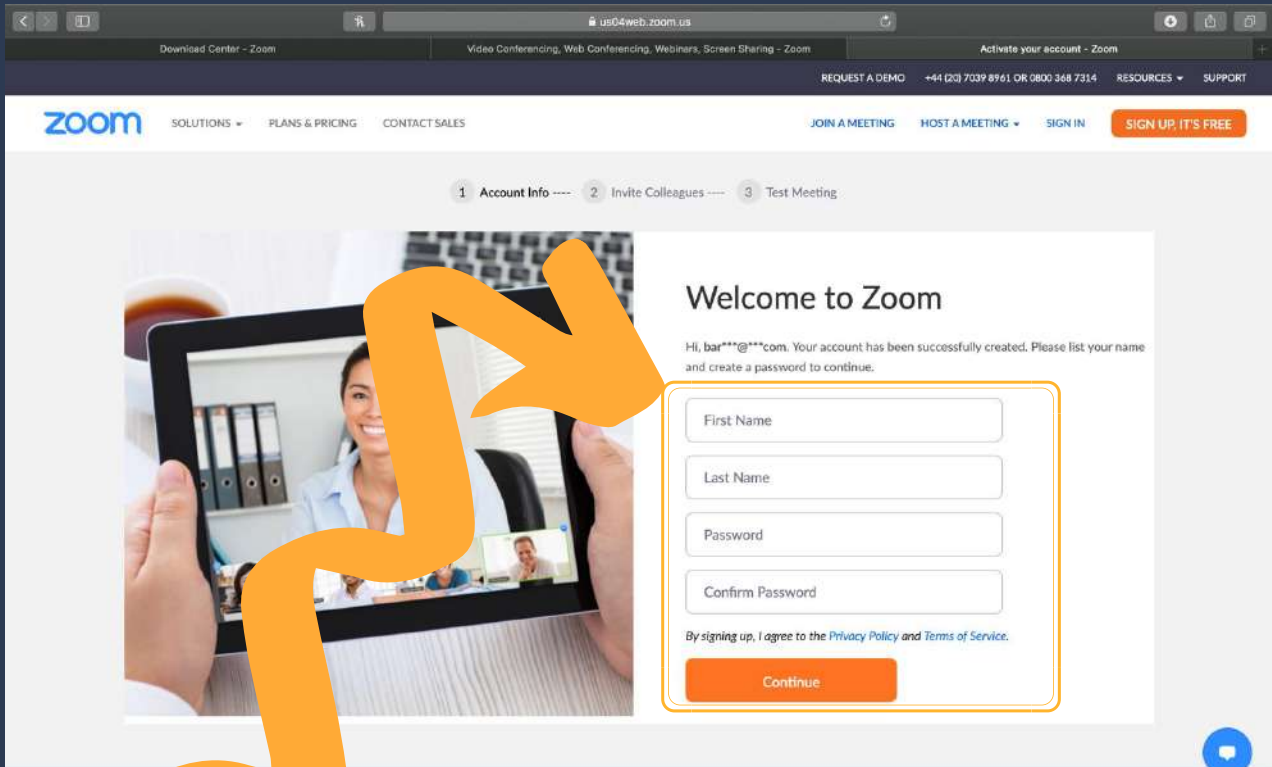 us04web.zoom.us
Download Center - Zoom
Video Conferencing, Web Conferencing, Webinars, Screen Sharing - Zoom
Activate your account - Zoom
REQUEST A DEMO +44 (20) 7039 8961 OR 0800 368 7314 RESOURCES SUPPORT
zoom SOLUTIONS PLANS & PRICING CONTACT SALES JOIN A MEETING HOST A MEETING SIGN IN SIGN UP, IT'S FREE
1 Account Info ---- 2 Invite Colleagues ---- 3 Test Meeting
Welcome to Zoom
Hi, bar***@***com. Your account has been successfully created. Please list your name
and create a password to continue.
First Name
Last Name
Password
Confirm Password
By signing up, I agree to the Privacy Policy and Terms of Service.
Continue